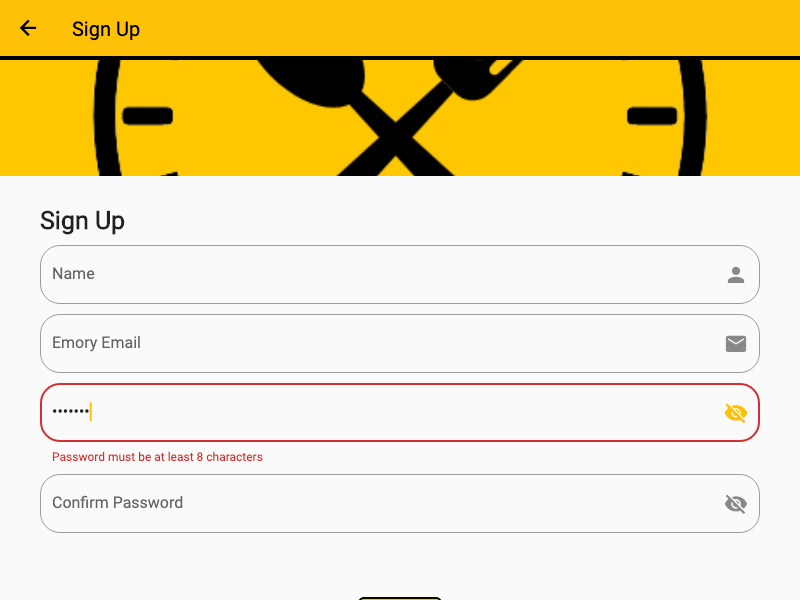 Sign Up
Sign Up
Name
Emory Email
•••••••
Password must be at least 8 characters
Confirm Password